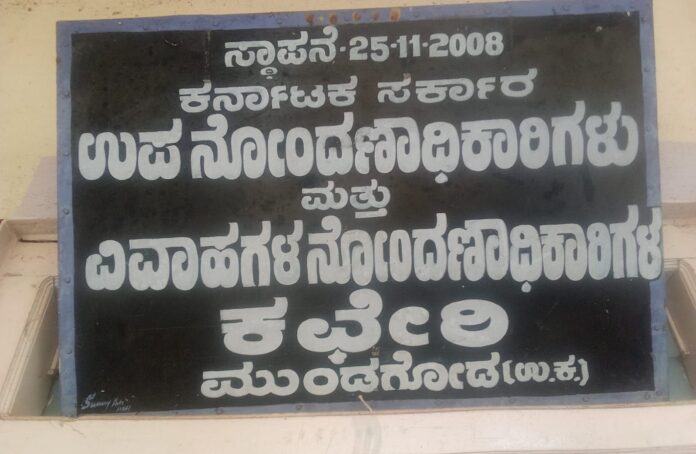 ಸ್ಥಾಪನೆ-25-11-2008
ಕರ್ನಾಟಕ ಸರ್ಕಾರ
ಉಪ ನೋಂದಣಾಧಿಕಾರಿಗಳು
ಮತ್ತು
ವಿವಾಹಗಳ ನೋಂದಣಾಧಿಕಾರಿಗಳ
ಕಛೇರಿ
ಮುಂಡಗೋಡ(ಉ.ಕ.)